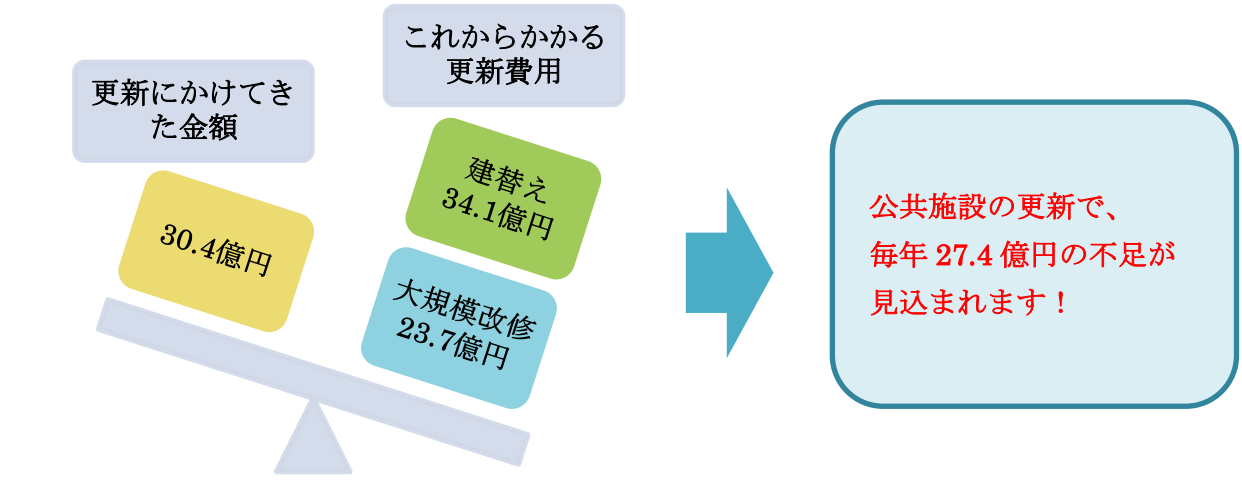 更新にかけてき
た金額
30.4億円
これからかかる
更新費用
建替え
34.1億円
大規模改修
23.7億円
公共施設の更新で、
毎年 27.4 億円の不足が
見込まれます！